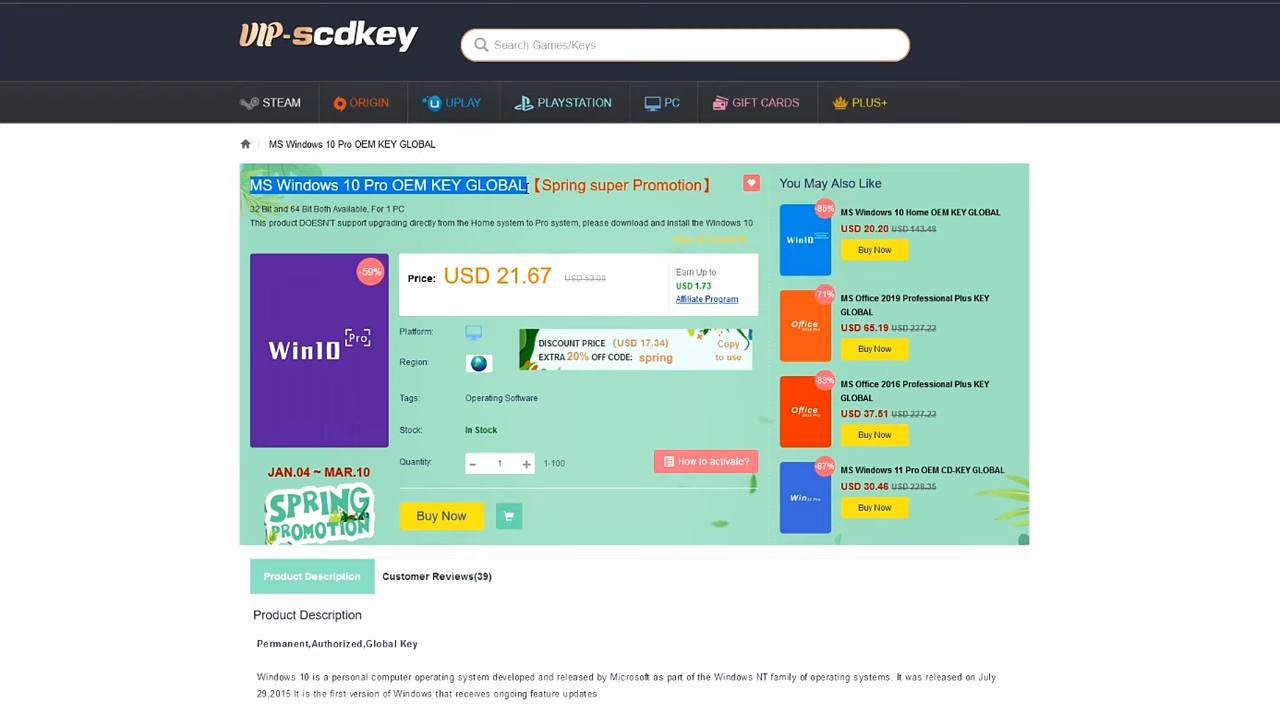 VIP-scdkey
Search Games/Keys
STEAM
ORIGIN
UPLAY
PLAYSTATION
PC
GIFT CARDS
PLUS+
MS Windows 10 Pro OEM KEY GLOBAL
MS Windows 10 Pro OEM KEY GLOBAL【Spring super Promotion】
32 Bit and 64 Bit Both Available, For 1 PC
This product DOESN'T support upgrading directly from the Home system to Pro system, please download and install the Windows 10
-59%
Win10 Pro
JAN.04 ~ MAR.10
SPRING
PROMOTION
Price: USD 21.67 USD 53.09
Earn Up to
USD 1.73
Affiliate Program
Platform:
DISCOUNT PRICE (USD 17.34)
EXTRA 20% OFF CODE: spring
Copy
to use
Region:
Tags: Operating Software
Stock: In Stock
Quantity: − 1 + 1-100
How to activate?
Buy Now
You May Also Like
-86%
Win10
MS Windows 10 Home OEM KEY GLOBAL
USD 20.20 USD 143.48
Buy Now
-71%
Office
MS Office 2019 Professional Plus KEY
GLOBAL
USD 65.19 USD 227.22
Buy Now
-83%
Office
MS Office 2016 Professional Plus KEY
GLOBAL
USD 37.51 USD 227.22
Buy Now
-87%
Win 11 Pro
MS Windows 11 Pro OEM CD-KEY GLOBAL
USD 30.46 USD 228.35
Buy Now
Product Description
Customer Reviews(39)
Product Description
Permanent,Authorized,Global Key
Windows 10 is a personal computer operating system developed and released by Microsoft as part of the Windows NT family of operating systems. It was released on July
29,2015 It is the first version of Windows that receives ongoing feature updates.